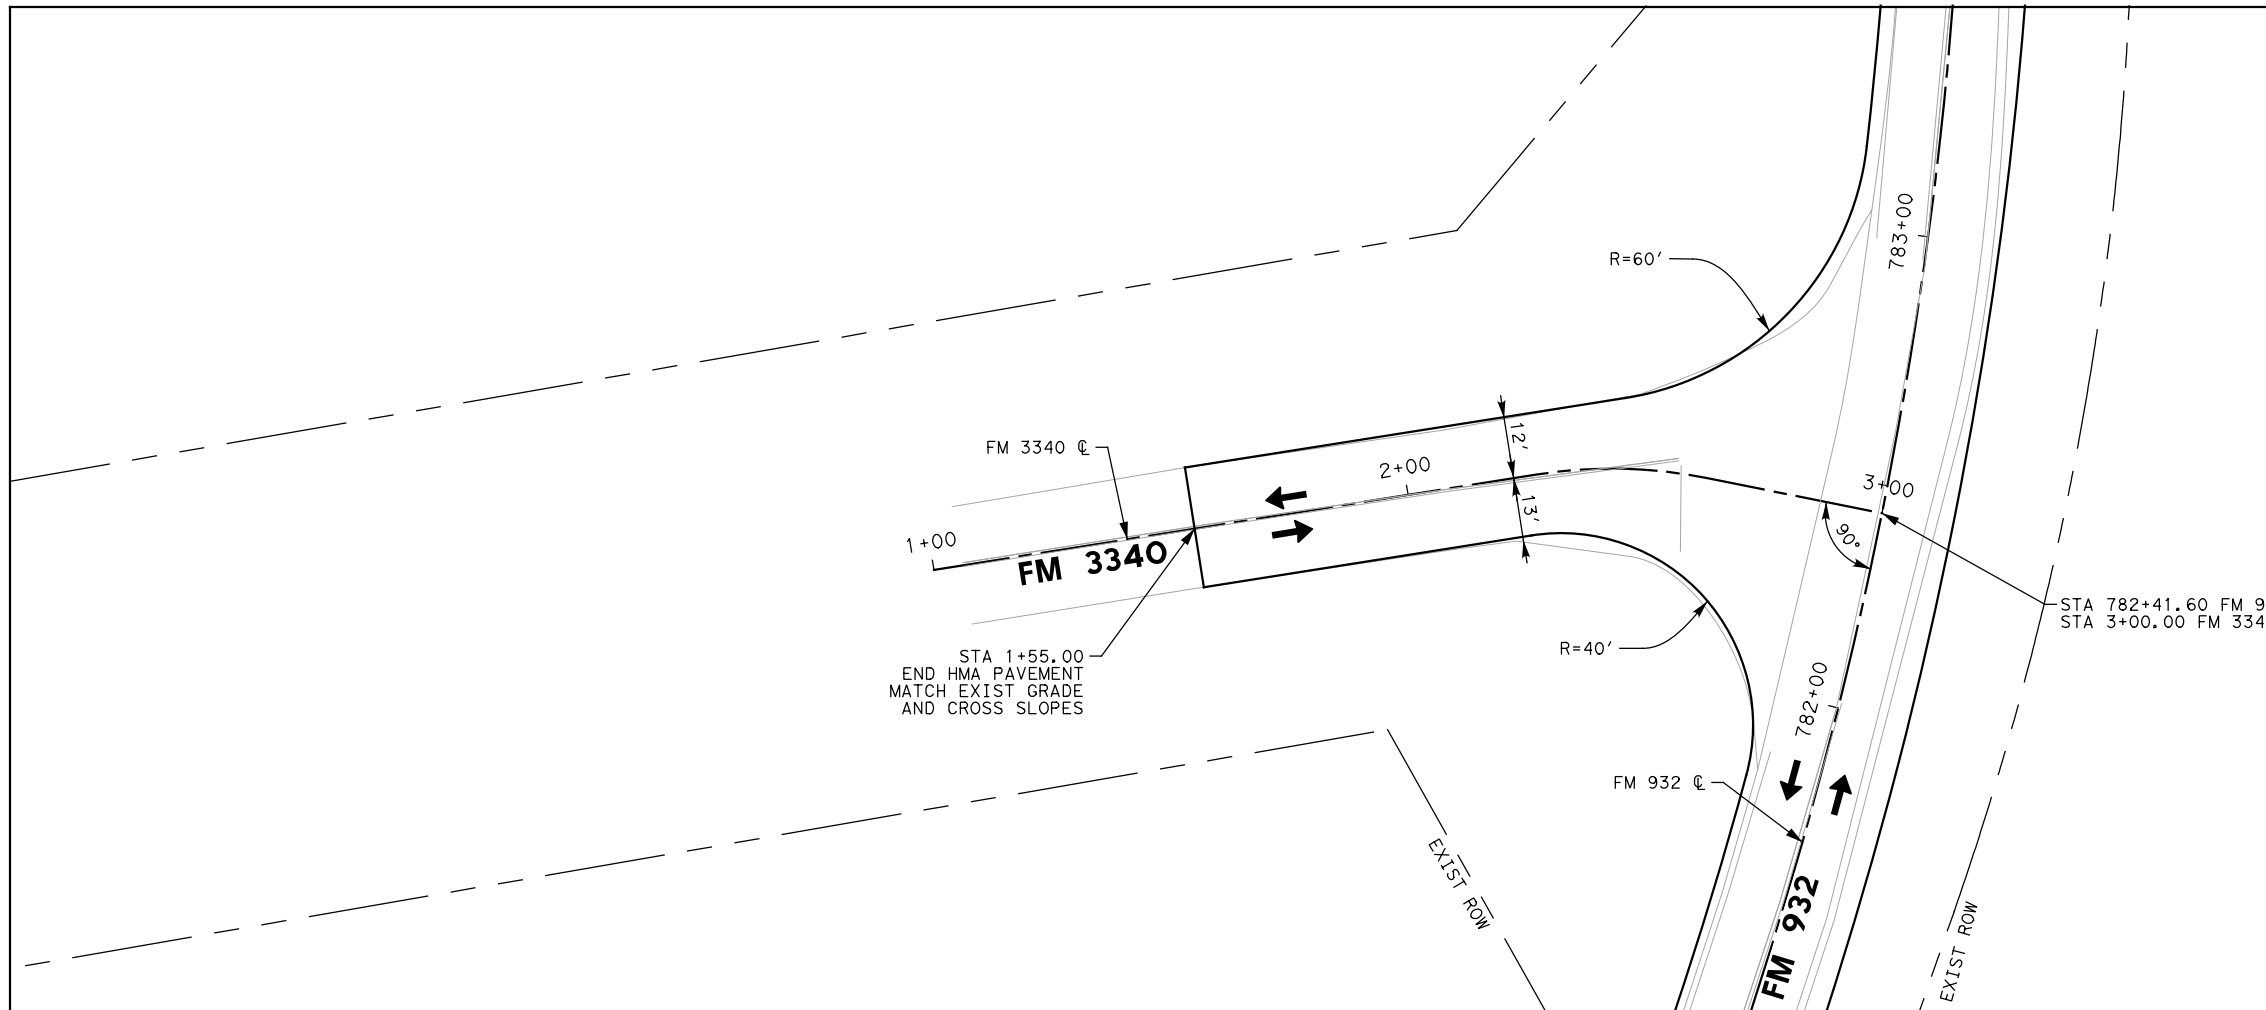 783+00
R=60'
12'
FM 3340 ℄
2+00
3+00
13'
1+00
FM 3340
90°
STA 782+41.60 FM 9
STA 3+00.00 FM 334
R=40'
STA 1+55.00
END HMA PAVEMENT
MATCH EXIST GRADE
AND CROSS SLOPES
782+00
FM 932 ℄
EXIST ROW
FM 932
EXIST ROW